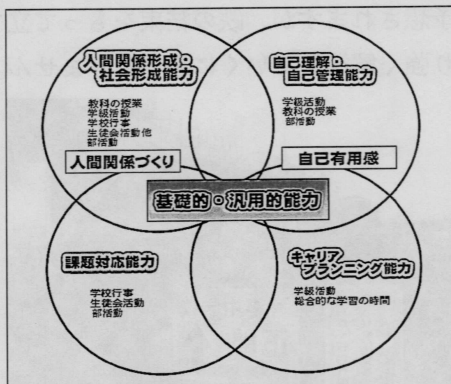 人間関係形成・
社会形成能力
教科の授業
学級活動
学校行事
生徒会活動他
部活動
人間関係づくり
自己理解・
自己管理能力
学級活動
教科の授業
部活動
自己有用感
基礎的・汎用的能力
課題対応能力
学校行事
生徒会活動
部活動
キャリア
プランニング能力
学級活動
総合的な学習の時間